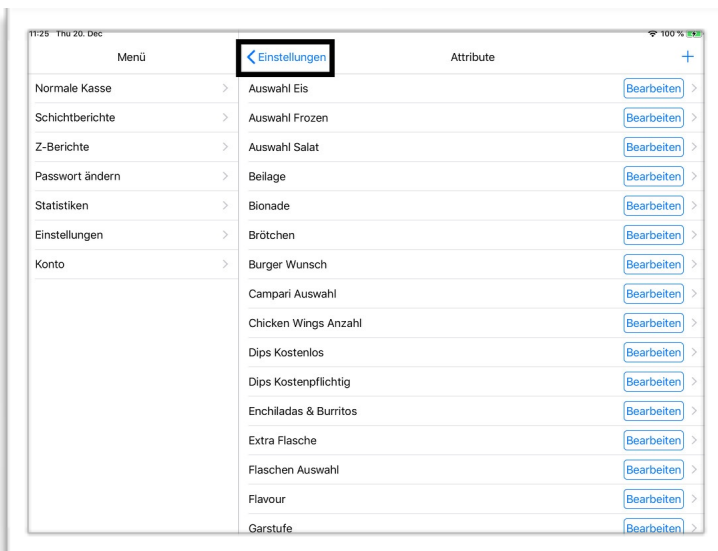 11:25 Thu 20. Dec
100 %
Menü
Einstellungen
Attribute
Normale Kasse
Schichtberichte
Z-Berichte
Passwort ändern
Statistiken
Einstellungen
Konto
Auswahl Eis Bearbeiten
Auswahl Frozen Bearbeiten
Auswahl Salat Bearbeiten
Beilage Bearbeiten
Bionade Bearbeiten
Brötchen Bearbeiten
Burger Wunsch Bearbeiten
Campari Auswahl Bearbeiten
Chicken Wings Anzahl Bearbeiten
Dips Kostenlos Bearbeiten
Dips Kostenpflichtig Bearbeiten
Enchiladas & Burritos Bearbeiten
Extra Flasche Bearbeiten
Flaschen Auswahl Bearbeiten
Flavour Bearbeiten
Garstufe Bearbeiten